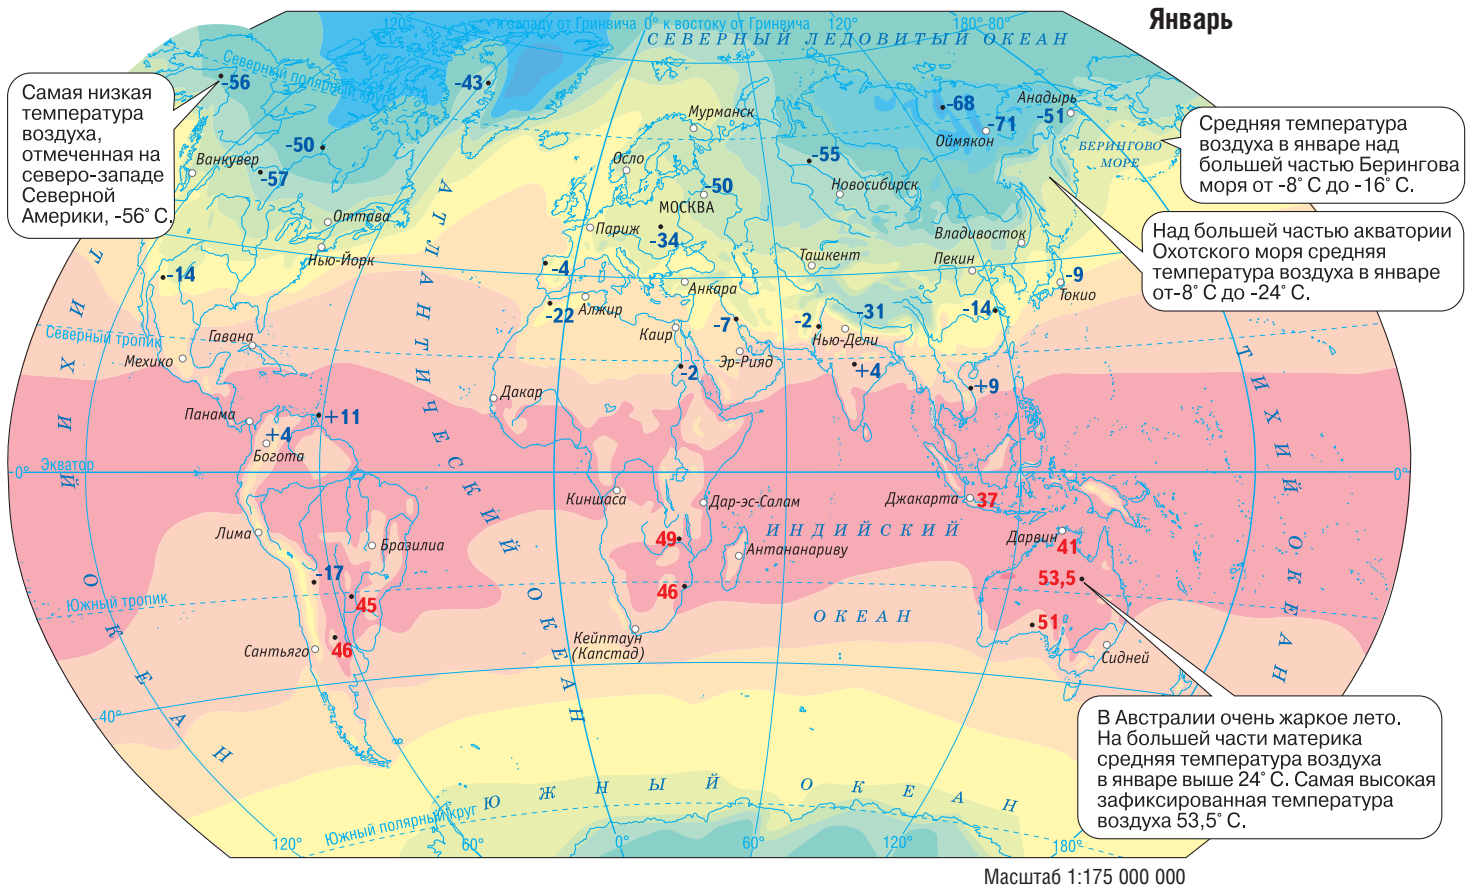 Январь
120° к западу от Гринвича 0° к востоку от Гринвича 120° 180° 80°
СЕВЕРНЫЙ ЛЕДОВИТЫЙ ОКЕАН
Северный полярный круг
Самая низкая
температура
воздуха,
отмеченная на
северо-западе
Северной
Америки, -56° С.
Средняя температура
воздуха в январе над
большей частью Берингова
моря от -8° С до -16° С.
Над большей частью акватории
Охотского моря средняя
температура воздуха в январе
от-8° С до -24° С.
В Австралии очень жаркое лето.
На большей части материка
средняя температура воздуха
в январе выше 24° С. Самая высокая
зафиксированная температура
воздуха 53,5° С.
-56
-43
-68
Анадырь
-51
-71
Оймякон
БЕРИНГОВО
МОРЕ
Мурманск
-50
Ванкувер
-57
Осло
-55
-50
МОСКВА
Новосибирск
Оттава
Париж
-34
Владивосток
Нью-Йорк
-4
Ташкент
Пекин
-14
Анкара
-9
Токио
-22
Алжир
-31
-14
Каир
-7
-2
Нью-Дели
Северный тропик
Гавана
Мехико
Эр-Рияд
-2
+4
+9
Дакар
Панама
+11
+4
Богота
0° Экватор
0°
Киншаса
Дар-эс-Салам
Джакарта
37
ИНДИЙСКИЙ
ОКЕАН
Лима
Бразилиа
49
Антананариву
Дарвин
41
-17
53,5
46
Южный тропик
45
51
Кейптаун
(Капстад)
Сантьяго
46
Сидней
40°
ТИХИЙ
ОКЕАН
АТЛАНТИЧЕСКИЙ
ОКЕАН
ТИХИЙ
ОКЕАН
ЮЖНЫЙ ОКЕАН
Южный полярный круг
120°
60°
0°
60°
120°
180°
Масштаб 1:175 000 000